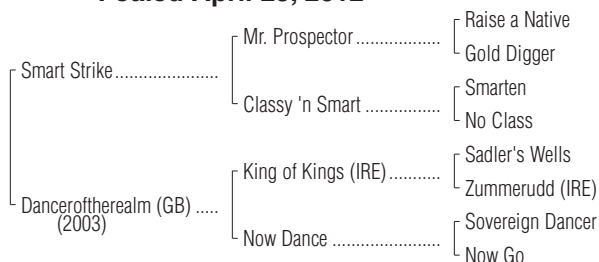 Foaled April 2012
Raise a Native
Mr. Prospector ..................
Gold Digger
Smart Strike ......................
Smarten
Classy 'n Smart ................
No Class
Sadler's Wells
King of Kings (IRE)...........
Zummerudd (IRE)
Danceroftherealm (GB) .....
(2003)
Sovereign Dancer
Now Dance .......................
Now Go